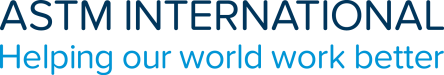 ASTM INTERNATIONAL
Helping our world work better